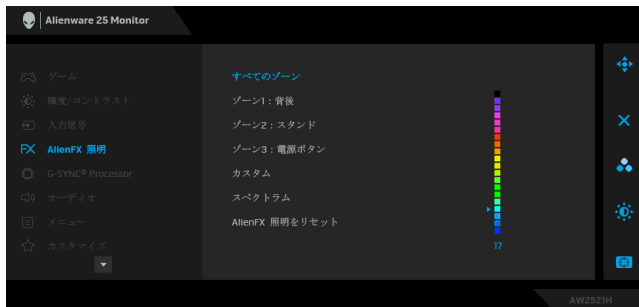 Alienware 25 Monitor
ゲーム
輝度/コントラスト
入力信号
AlienFX 照明
G-SYNC® Processor
オーディオ
メニュー
カスタマイズ
すべてのゾーン
ゾーン1：背後
ゾーン2：スタンド
ゾーン3：電源ボタン
カスタム
スペクトラム
AlienFX 照明をリセット
17
AW2521H